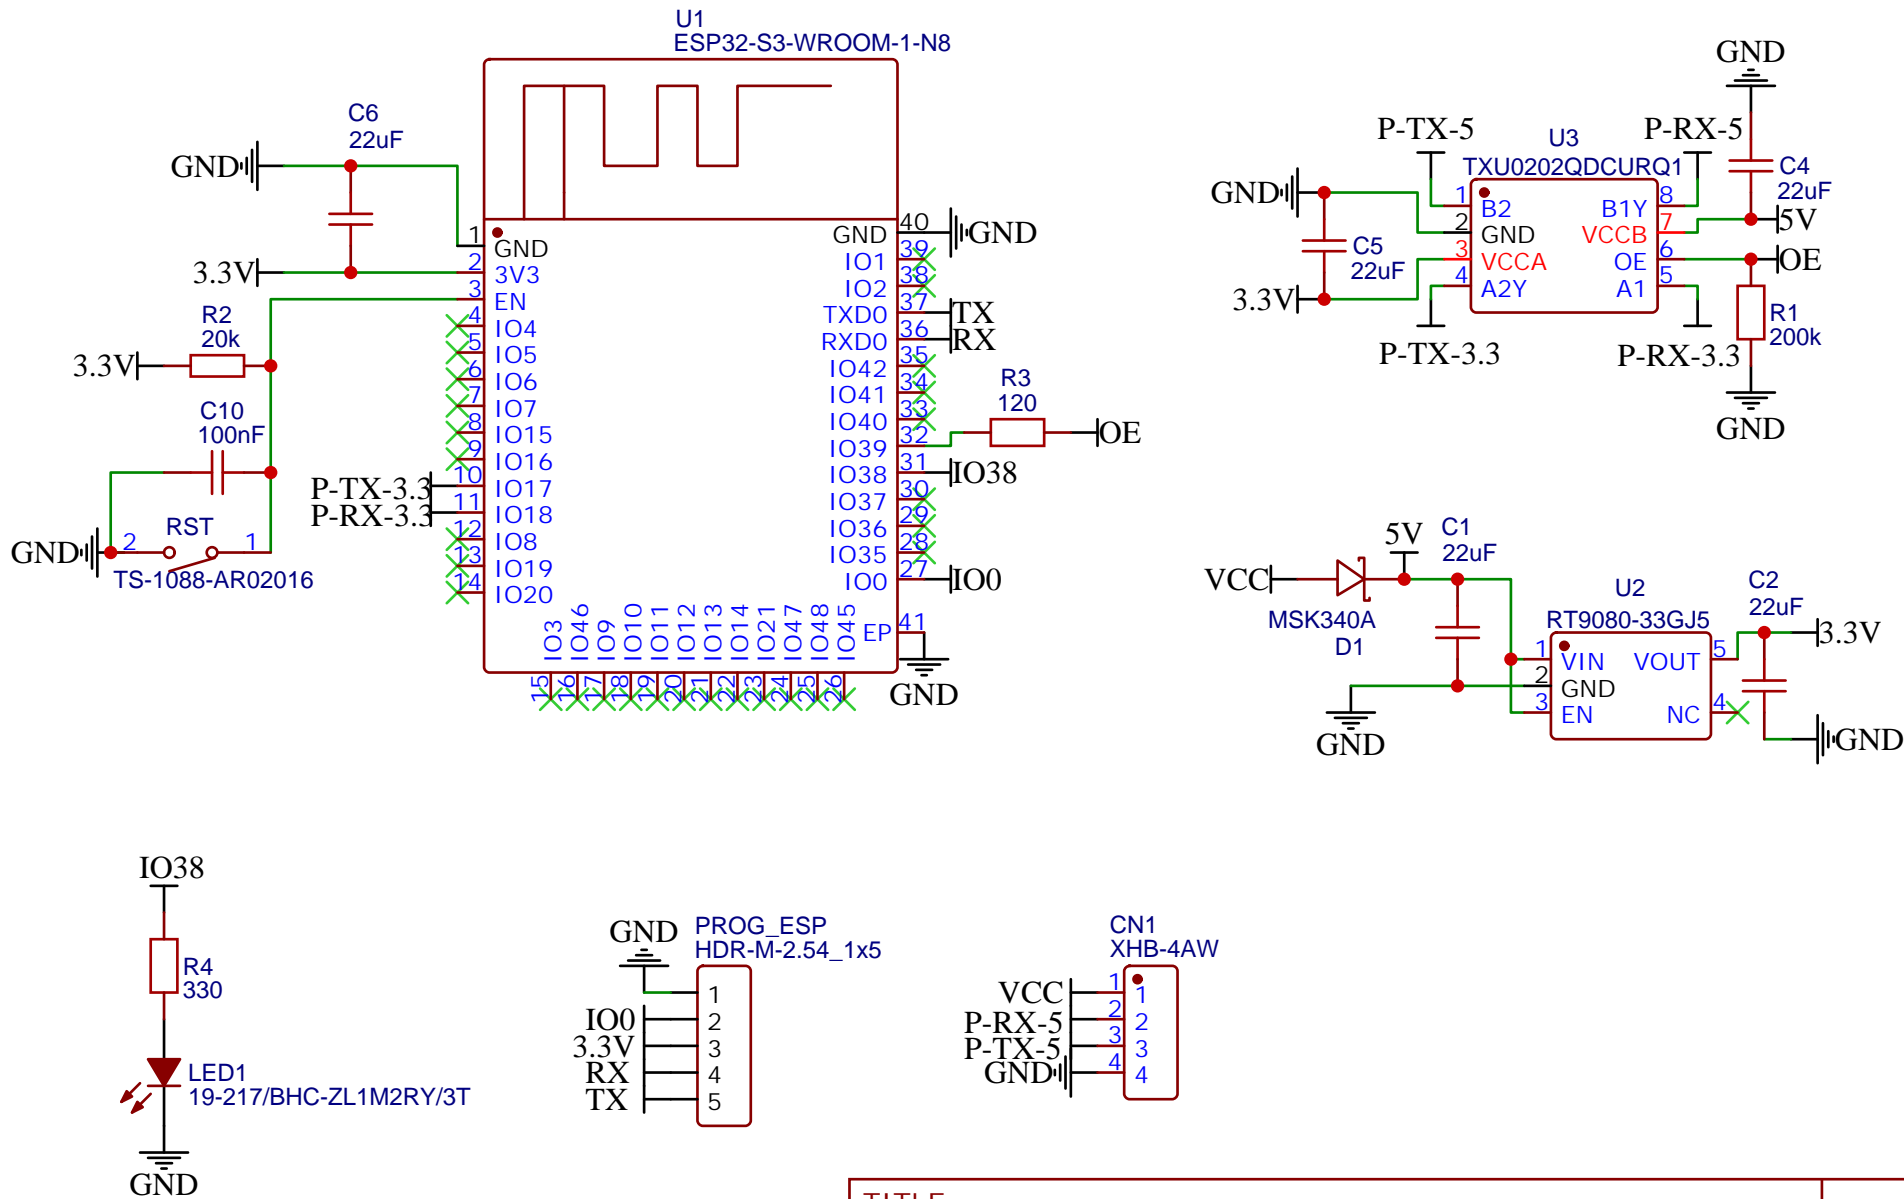 U1
ESP32-S3-WROOM-1-N8
C6
22uF
GND
3.3V
R2
20k
3.3V
C10
100nF
GND
2
RST
1
TS-1088-AR02016
P-TX-3.3
P-RX-3.3
1 GND
2 3V3
3 EN
4 IO4
5 IO5
6 IO6
7 IO7
8 IO15
9 IO16
10 IO17
11 IO18
12 IO8
13 IO19
14 IO20
15 IO3
16 IO46
17 IO9
18 IO10
19 IO11
20 IO12
21 IO13
22 IO14
23 IO21
24 IO47
25 IO48
26 IO45
GND 40 GND
IO1 39
IO2 38
TXD0 37 TX
RXD0 36 RX
IO42 35
IO41 34
IO40 33
IO39 32
IO38 31 IO38
IO37 30
IO36 29
IO35 28
IO0 27 IO0
EP 41
GND
R3
120
OE
GND
P-TX-5
U3
P-RX-5
TXU0202QDCURQ1
C4
22uF
GND
C5
22uF
3.3V
1 B2
2 GND
3 VCCA
4 A2Y
B1Y 8
VCCB 7 5V
OE 6 OE
A1 5
P-TX-3.3
P-RX-3.3
R1
200k
GND
VCC
5V
MSK340A
D1
C1
22uF
GND
U2
RT9080-33GJ5
1 VIN
2 GND
3 EN
VOUT 5
NC 4
C2
22uF
3.3V
GND
IO38
R4
330
LED1
19-217/BHC-ZL1M2RY/3T
GND
PROG_ESP
HDR-M-2.54_1x5
GND 1
IO0 2
3.3V 3
RX 4
TX 5
CN1
XHB-4AW
VCC 1 1
P-RX-5 2 2
P-TX-5 3 3
GND 4 4
TITLE